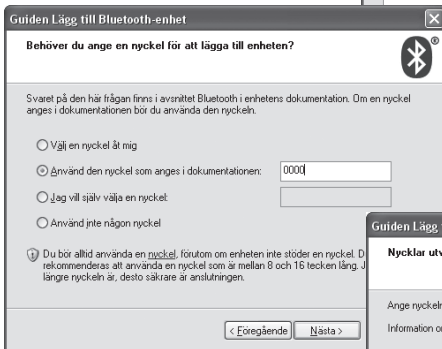 Guiden Lägg till Bluetooth-enhet
Behöver du ange en nyckel för att lägga till enheten?
Svaret på den här frågan finns i avsnittet Bluetooth i enhetens dokumentation. Om en nyckel
anges i dokumentationen bör du använda den nyckeln.
Välj en nyckel åt mig
Använd den nyckel som anges i dokumentationen:
0000
Jag vill själv välja en nyckel:
Använd inte någon nyckel
Du bör alltid använda en nyckel, förutom om enheten inte stöder en nyckel. D
rekommenderas att använda en nyckel som är mellan 8 och 16 tecken lång. J
längre nyckeln är, desto säkrare är anslutningen.
< Föregående
Nästa >
Guiden Lägg
Nycklar utv
Ange nyckeln
Information o